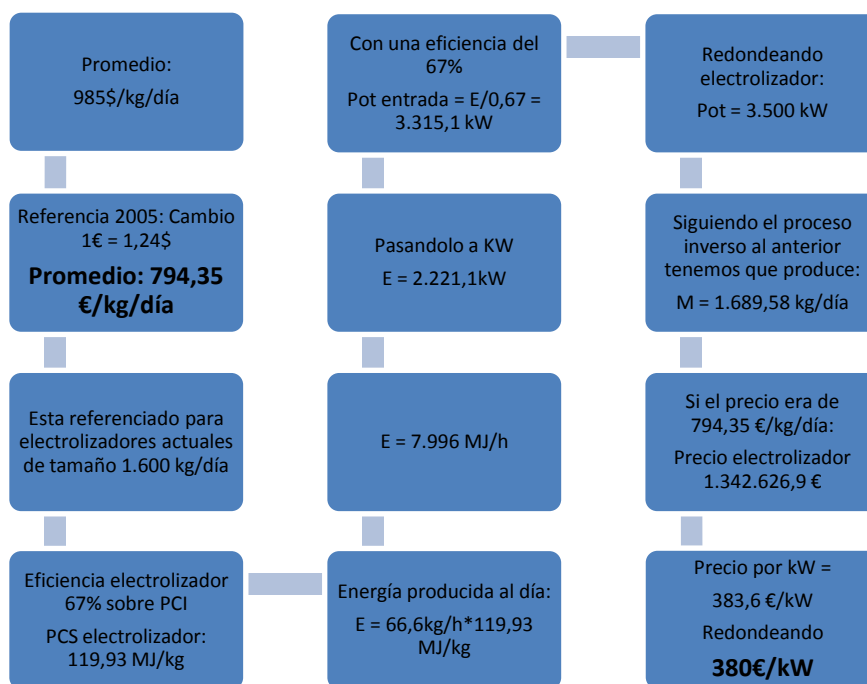 Promedio:
985$/kg/día
Referencia 2005: Cambio
1€ = 1,24$
Promedio: 794,35
€/kg/día
Esta referenciado para
electrolizadores actuales
de tamaño 1.600 kg/día
Eficiencia electrolizador
67% sobre PCI
PCS electrolizador:
119,93 MJ/kg
Energía producida al día:
E = 66,6kg/h*119,93
MJ/kg
E = 7.996 MJ/h
Pasandolo a KW
E = 2.221,1kW
Con una eficiencia del
67%
Pot entrada = E/0,67 =
3.315,1 kW
Redondeando
electrolizador:
Pot = 3.500 kW
Siguiendo el proceso
inverso al anterior
tenemos que produce:
M = 1.689,58 kg/día
Si el precio era de
794,35 €/kg/día:
Precio electrolizador
1.342.626,9 €
Precio por kW =
383,6 €/kW
Redondeando
380€/kW